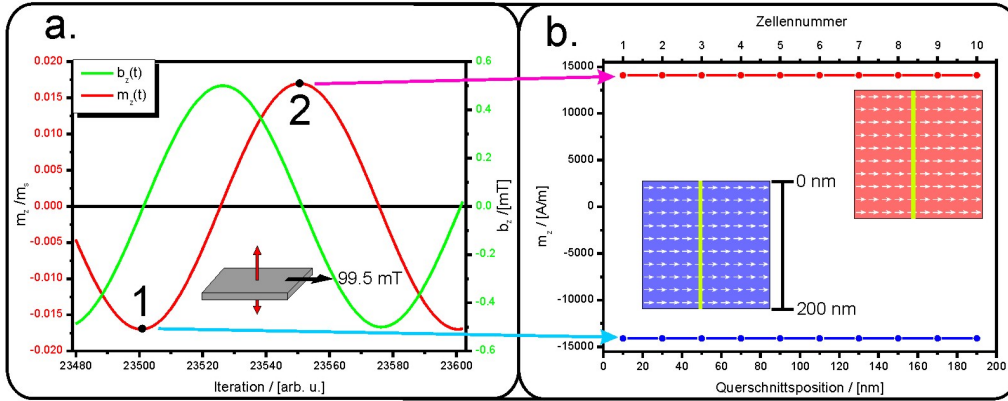 a.
0.020
0.015
0.010
0.005
0.000
-0.005
-0.010
-0.015
-0.020
m_z/m_s
b_z(t)
m_z(t)
1
2
99.5 mT
0.6
0.4
0.2
0.0
-0.2
-0.4
-0.6
b_z/[mT]
23480 23500 23520 23540 23560 23580 23600
Iteration / [arb. u.]
b.
Zellennummer
1 2 3 4 5 6 7 8 9 10
15000
10000
5000
0
-5000
-10000
-15000
m_z / [A/m]
0 nm
200 nm
0 20 40 60 80 100 120 140 160 180 200
Querschnittsposition / [nm]